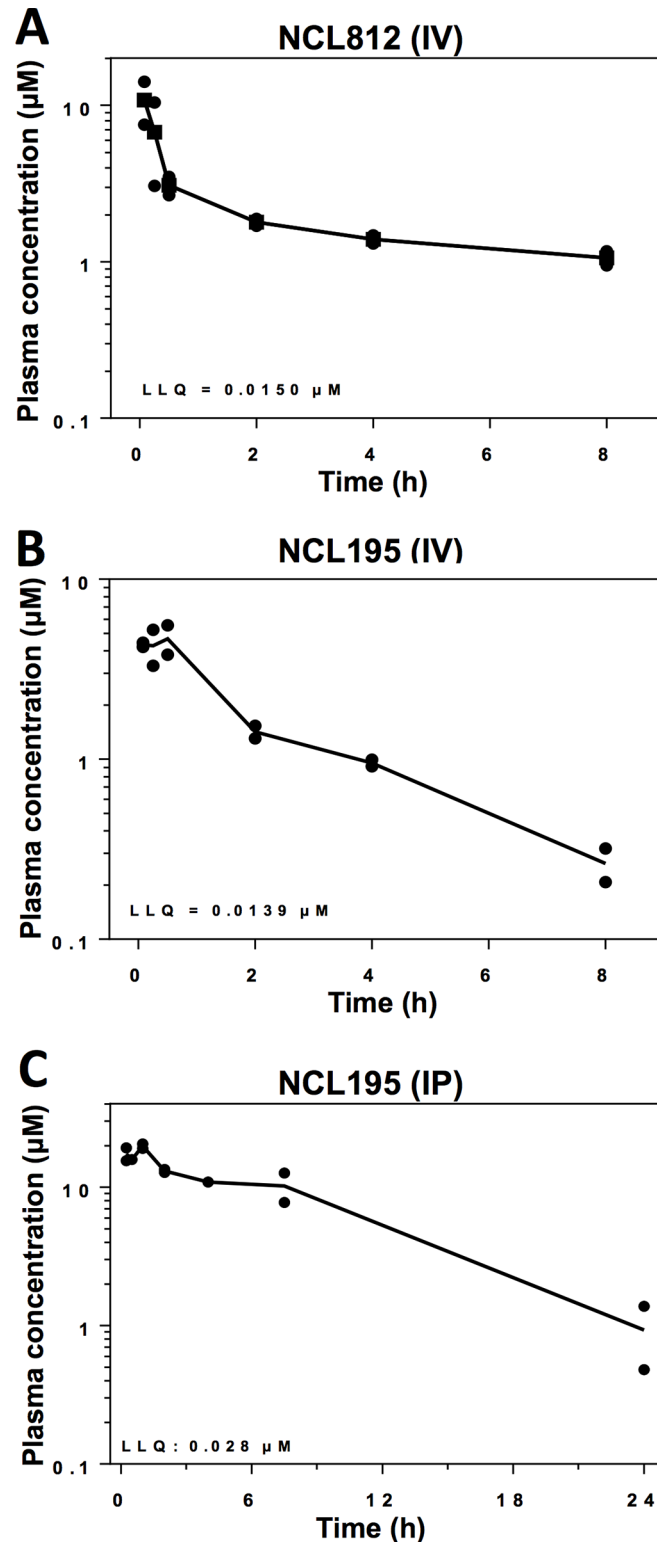 A
NCL812 (IV)
Plasma concentration (µM)
10
1
0.1
LLQ = 0.0150 µM
0 2 4 6 8
Time (h)
B
NCL195 (IV)
Plasma concentration (µM)
10
1
0.1
LLQ = 0.0139 µM
0 2 4 6 8
Time (h)
C
NCL195 (IP)
Plasma concentration (µM)
10
1
0.1
LLQ: 0.028 µM
0 6 12 18 24
Time (h)